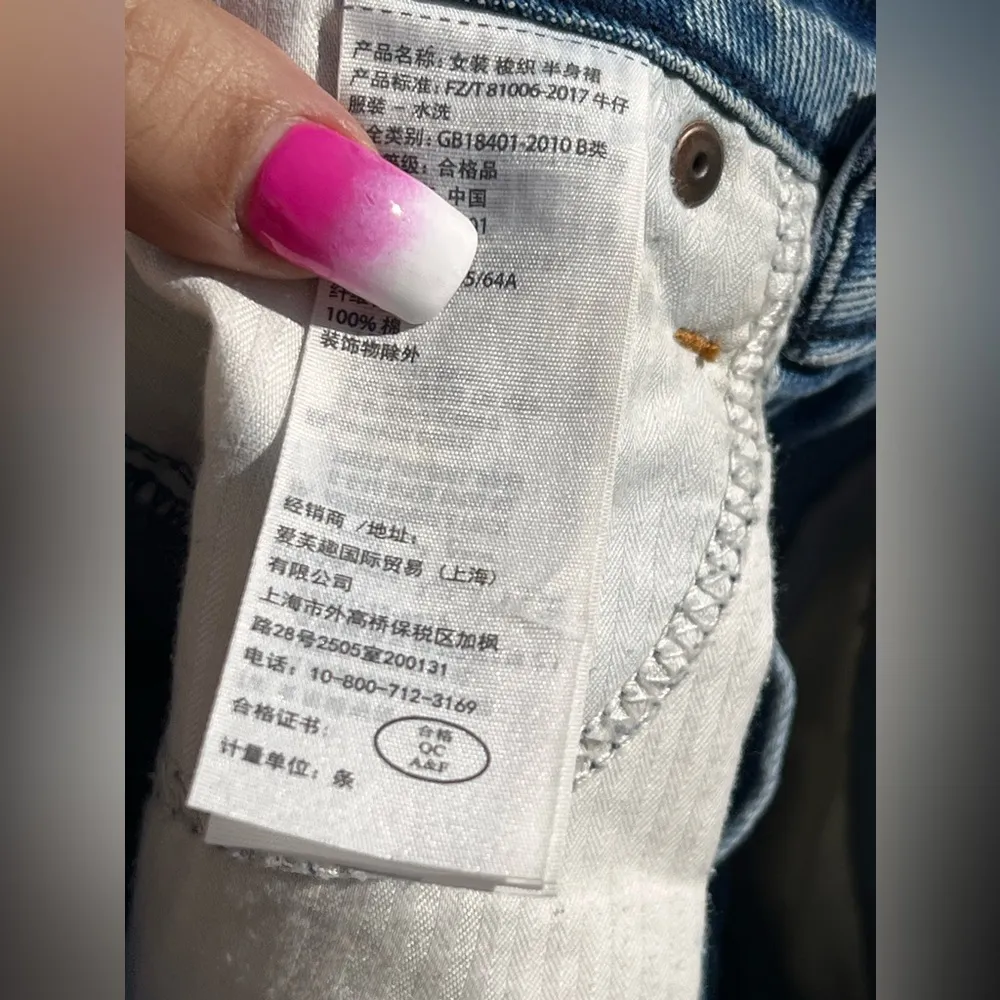 产品名称：女装 梭织 半身裙
产品标准：FZ/T 81006-2017 牛仔
服装 – 水洗
全类别：GB18401-2010 B类
级：合格品
中国
01
5/64A
100% 棉
装饰物除外
经销商 /地址：
爱芙趣国际贸易（上海）
有限公司
上海市外高桥保税区加枫
路28号2505室200131
电话：10-800-712-3169
合格证书：
合格
QC
A&F
计量单位：条